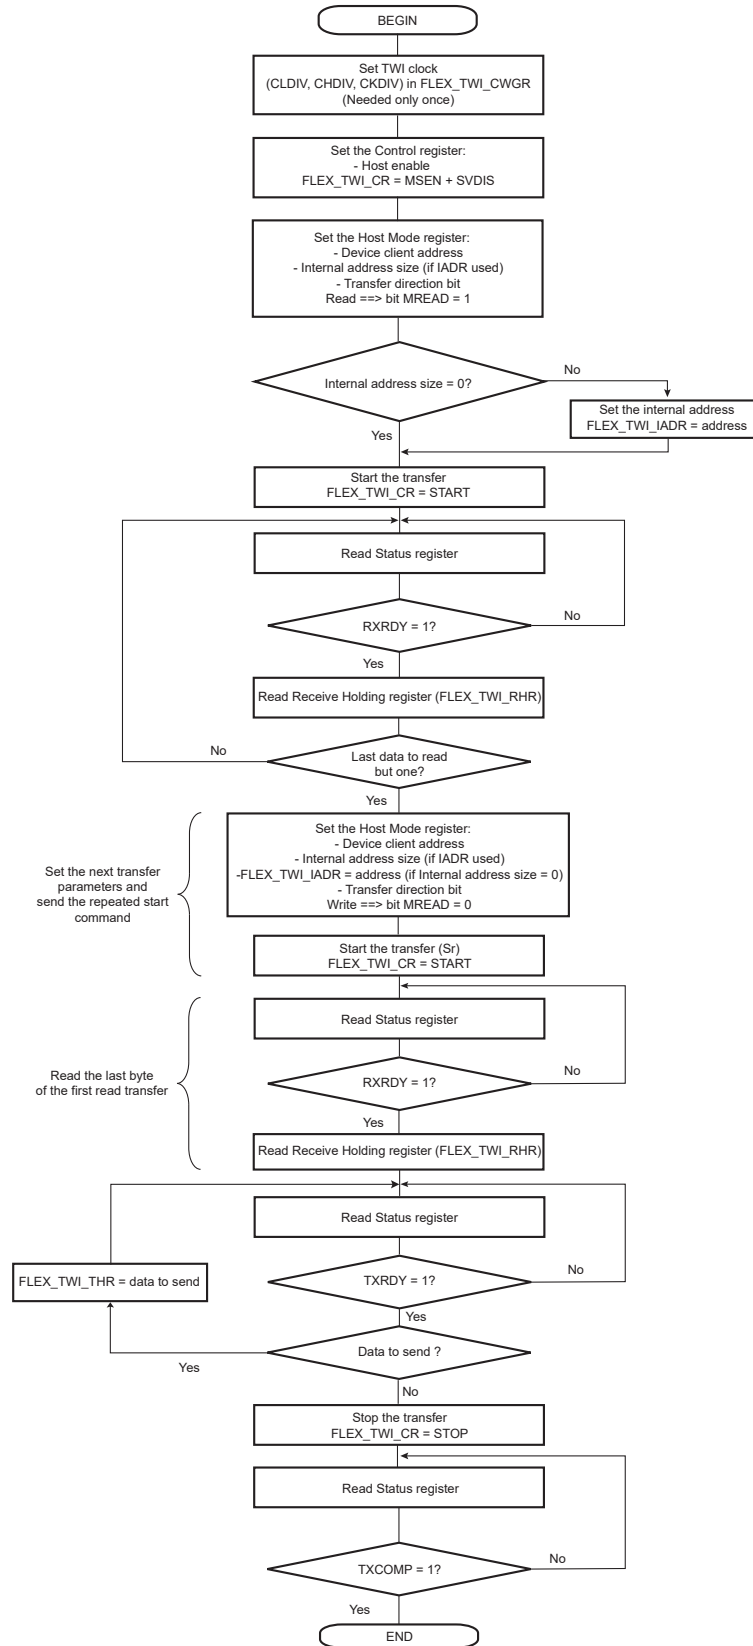 BEGIN
Set TWI clock
(CLDIV, CHDIV, CKDIV) in FLEX_TWI_CWGR
(Needed only once)
Set the Control register:
- Host enable
FLEX_TWI_CR = MSEN + SVDIS
Set the Host Mode register:
- Device client address
- Internal address size (if IADR used)
- Transfer direction bit
Read ==> bit MREAD = 1
Internal address size = 0?
No
Set the internal address
FLEX_TWI_IADR = address
Yes
Start the transfer
FLEX_TWI_CR = START
Read Status register
RXRDY = 1?
No
Yes
Read Receive Holding register (FLEX_TWI_RHR)
Last data to read
but one?
No
Yes
Set the next transfer
parameters and
send the repeated start
command
Set the Host Mode register:
- Device client address
- Internal address size (if IADR used)
-FLEX_TWI_IADR = address (if Internal address size = 0)
- Transfer direction bit
Write ==> bit MREAD = 0
Start the transfer (Sr)
FLEX_TWI_CR = START
Read the last byte
of the first read transfer
Read Status register
RXRDY = 1?
No
Yes
Read Receive Holding register (FLEX_TWI_RHR)
Read Status register
FLEX_TWI_THR = data to send
TXRDY = 1?
No
Yes
Data to send ?
Yes
No
Stop the transfer
FLEX_TWI_CR = STOP
Read Status register
TXCOMP = 1?
No
Yes
END